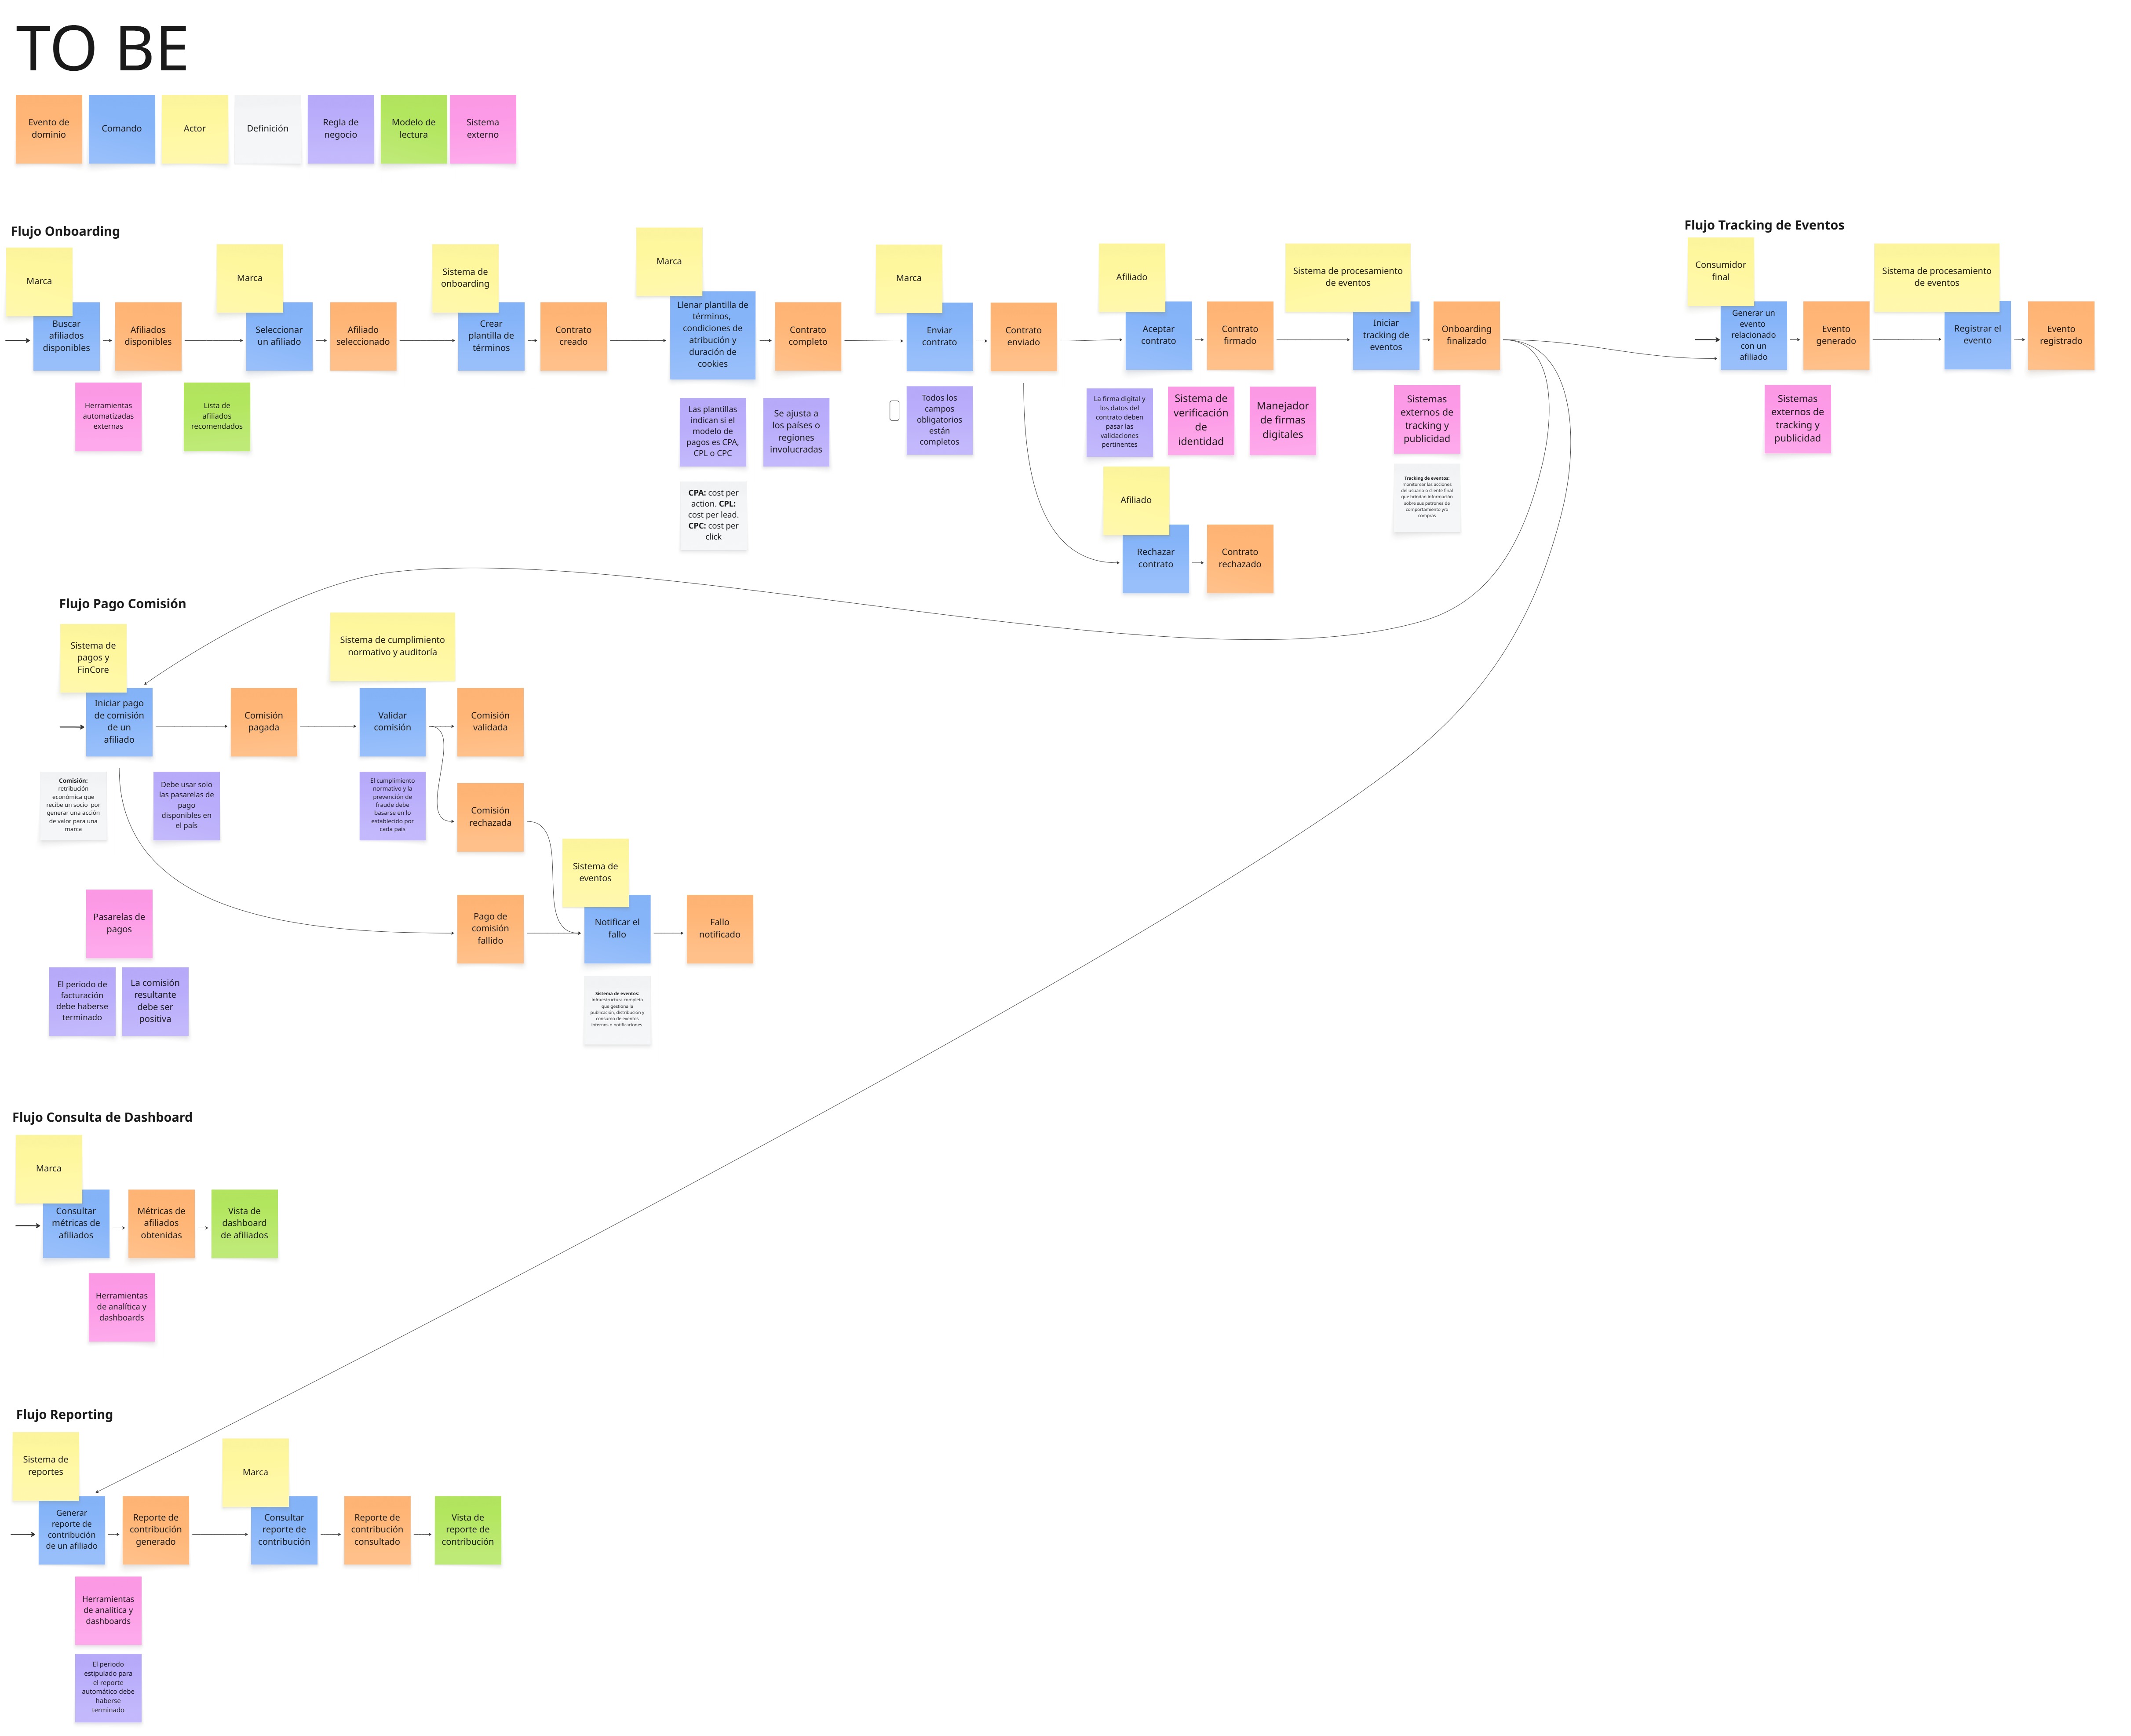 TO BE
Evento de
dominio
Comando
Actor
Definición
Regla de
negocio
Modelo de
lectura
Sistema
externo
Flujo Onboarding
Marca
Buscar
afiliados
disponibles
Afiliados
disponibles
Herramientas
automatizadas
externas
Lista de
afiliados
recomendados
Marca
Seleccionar
un afiliado
Afiliado
seleccionado
Sistema de
onboarding
Crear
plantilla de
términos
Contrato
creado
Marca
Llenar plantilla de
términos,
condiciones de
atribución y
duración de
cookies
Contrato
completo
Las plantillas
indican si el
modelo de
pagos es CPA,
CPL o CPC
Se ajusta a
los países o
regiones
involucradas
CPA: cost per
action. CPL:
cost per lead.
CPC: cost per
click
Marca
Enviar
contrato
Contrato
enviado
Todos los
campos
obligatorios
están
completos
Afiliado
Aceptar
contrato
Contrato
firmado
La firma digital y
los datos del
contrato deben
pasar las
validaciones
pertinentes
Sistema de
verificación
de
identidad
Manejador
de firmas
digitales
Afiliado
Rechazar
contrato
Contrato
rechazado
Sistema de procesamiento
de eventos
Iniciar
tracking de
eventos
Onboarding
finalizado
Sistemas
externos de
tracking y
publicidad
Tracking de eventos:
monitorear las acciones
del usuario o cliente final
que brindan información
sobre sus patrones de
comportamiento y/o
compras
Flujo Tracking de Eventos
Consumidor
final
Generar un
evento
relacionado
con un
afiliado
Evento
generado
Sistemas
externos de
tracking y
publicidad
Sistema de procesamiento
de eventos
Registrar el
evento
Evento
registrado
Flujo Pago Comisión
Sistema de
pagos y
FinCore
Iniciar pago
de comisión
de un
afiliado
Comisión
pagada
Comisión:
retribución
económica que
recibe un socio por
generar una acción
de valor para una
marca
Debe usar solo
las pasarelas de
pago
disponibles en
el país
Pasarelas de
pagos
El periodo de
facturación
debe haberse
terminado
La comisión
resultante
debe ser
positiva
Sistema de cumplimiento
normativo y auditoría
Validar
comisión
Comisión
validada
El cumplimiento
normativo y la
prevención de
fraude debe
basarse en lo
establecido por
cada país
Comisión
rechazada
Pago de
comisión
fallido
Sistema de
eventos
Notificar el
fallo
Fallo
notificado
Sistema de eventos:
infraestructura completa
que gestiona la
publicación, distribución y
consumo de eventos
internos o notificaciones.
Flujo Consulta de Dashboard
Marca
Consultar
métricas de
afiliados
Métricas de
afiliados
obtenidas
Vista de
dashboard
de afiliados
Herramientas
de analítica y
dashboards
Flujo Reporting
Sistema de
reportes
Generar
reporte de
contribución
de un afiliado
Reporte de
contribución
generado
Marca
Consultar
reporte de
contribución
Reporte de
contribución
consultado
Vista de
reporte de
contribución
Herramientas
de analítica y
dashboards
El periodo
estipulado para
el reporte
automático debe
haberse
terminado